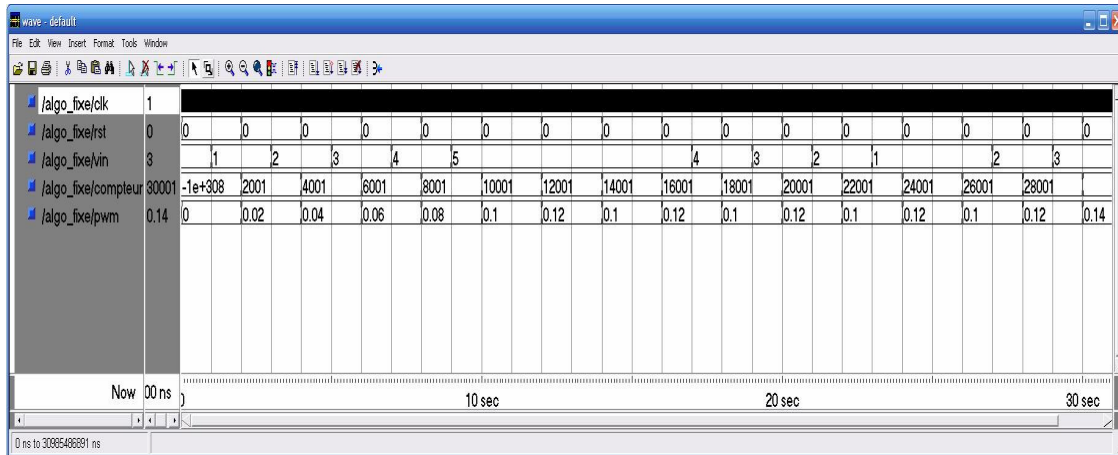 wave - default
File Edit View Insert Format Tools Window
/algo_fixe/clk 1
/algo_fixe/rst 0 0 0 0 0 0 0 0 0 0 0 0 0 0 0 0 0
/algo_fixe/vin 3 1 2 3 4 5 4 3 2 1 2 3
/algo_fixe/compteur 30001 -1e+308 2001 4001 6001 8001 10001 12001 14001 16001 18001 20001 22001 24001 26001 28001
/algo_fixe/pwm 0.14 0 0.02 0.04 0.06 0.08 0.1 0.12 0.1 0.12 0.1 0.12 0.1 0.12 0.1 0.12 0.14
Now 00 ns 10 sec 20 sec 30 sec
0 ns to 30985486891 ns